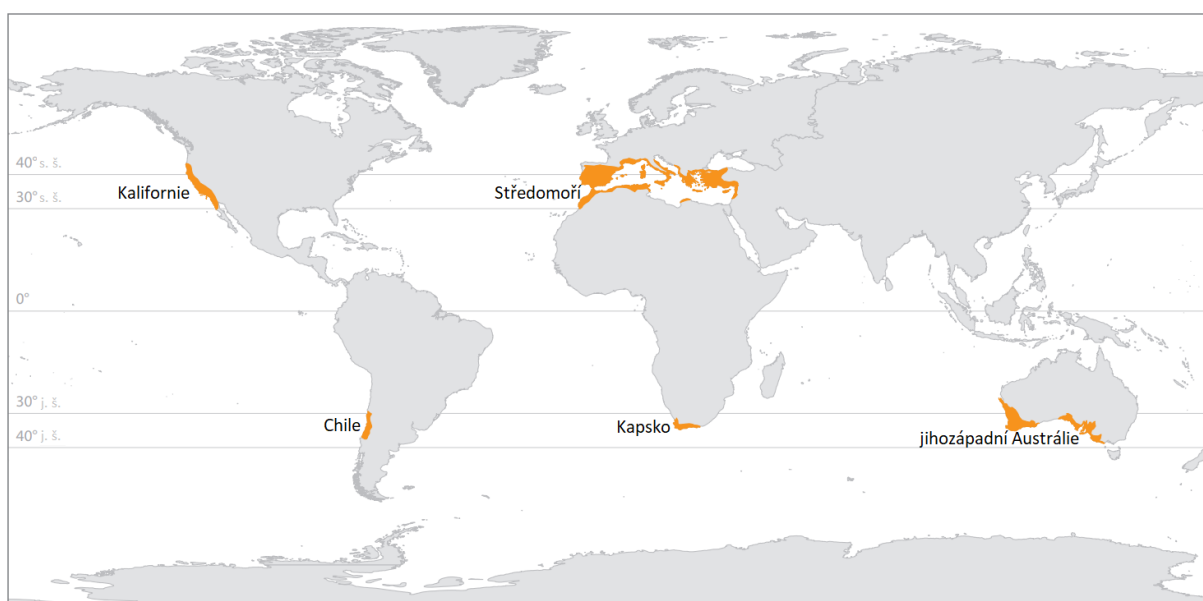 40° s. š.
Kalifornie
Středomoří
30° s. š.
0°
30° j. š.
Chile
Kapsko
40° j. š.
jihozápadní Austrálie